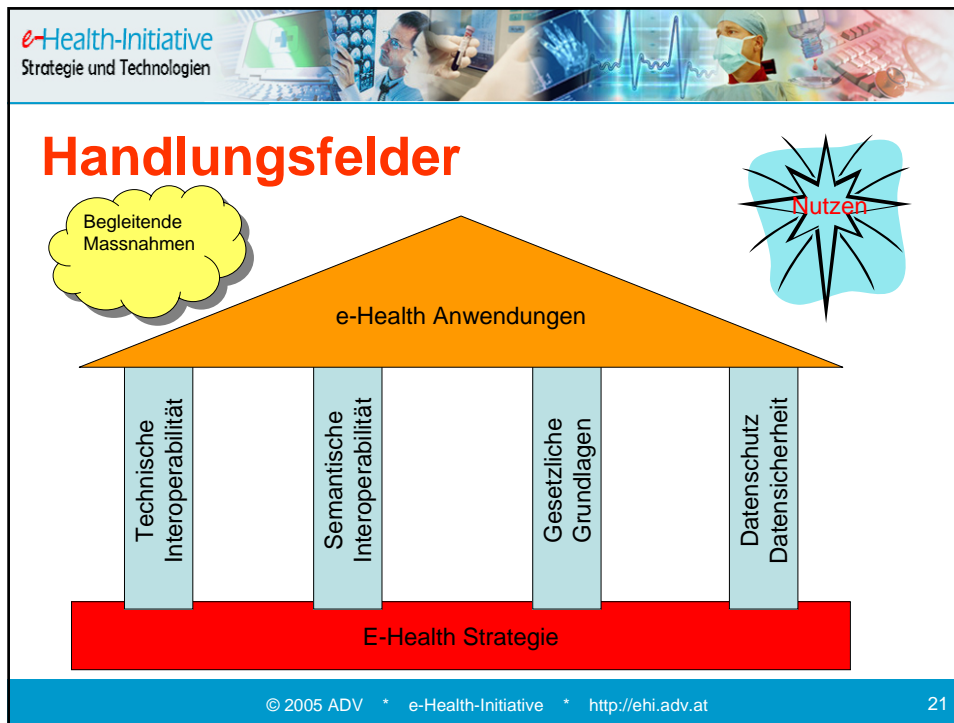 e-Health-Initiative
Strategie und Technologien
Handlungsfelder
Begleitende
Massnahmen
Nutzen
e-Health Anwendungen
Technische
Interoperabilität
Semantische
Interoperabilität
Gesetzliche
Grundlagen
Datenschutz
Datensicherheit
E-Health Strategie
© 2005 ADV * e-Health-Initiative * http://ehi.adv.at
21